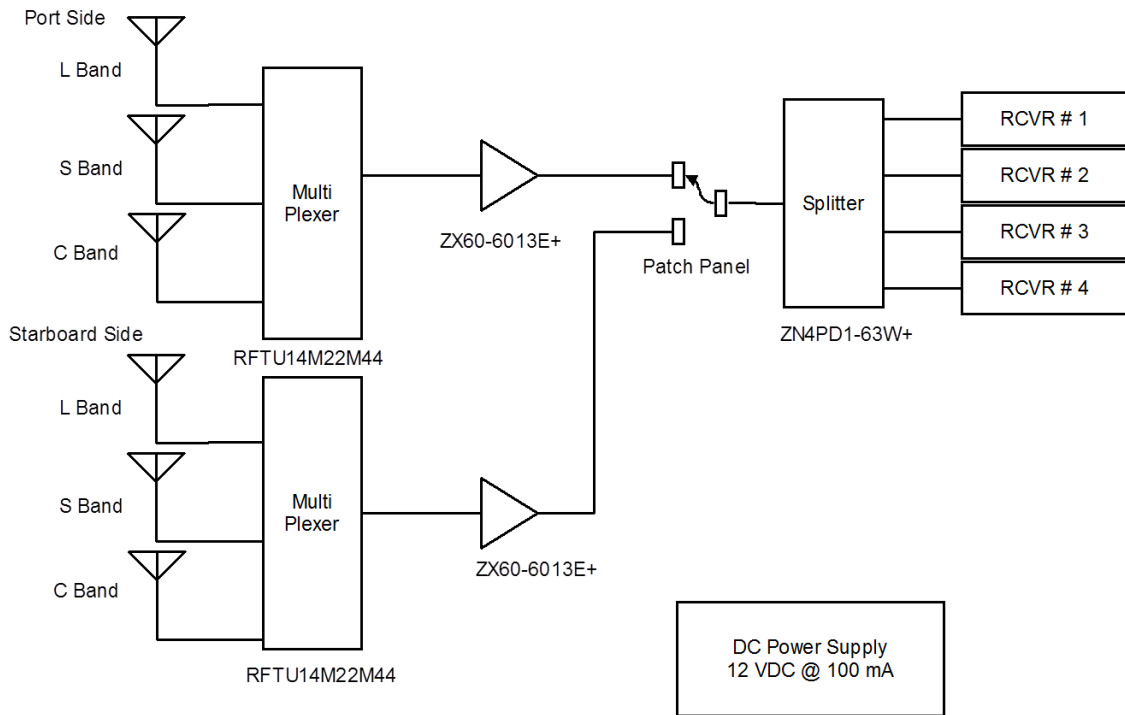 Port Side
L Band
S Band
C Band
Multi
Plexer
RFTU14M22M44
ZX60-6013E+
Patch Panel
Splitter
ZN4PD1-63W+
RCVR # 1
RCVR # 2
RCVR # 3
RCVR # 4
Starboard Side
L Band
S Band
C Band
Multi
Plexer
RFTU14M22M44
ZX60-6013E+
DC Power Supply
12 VDC @ 100 mA